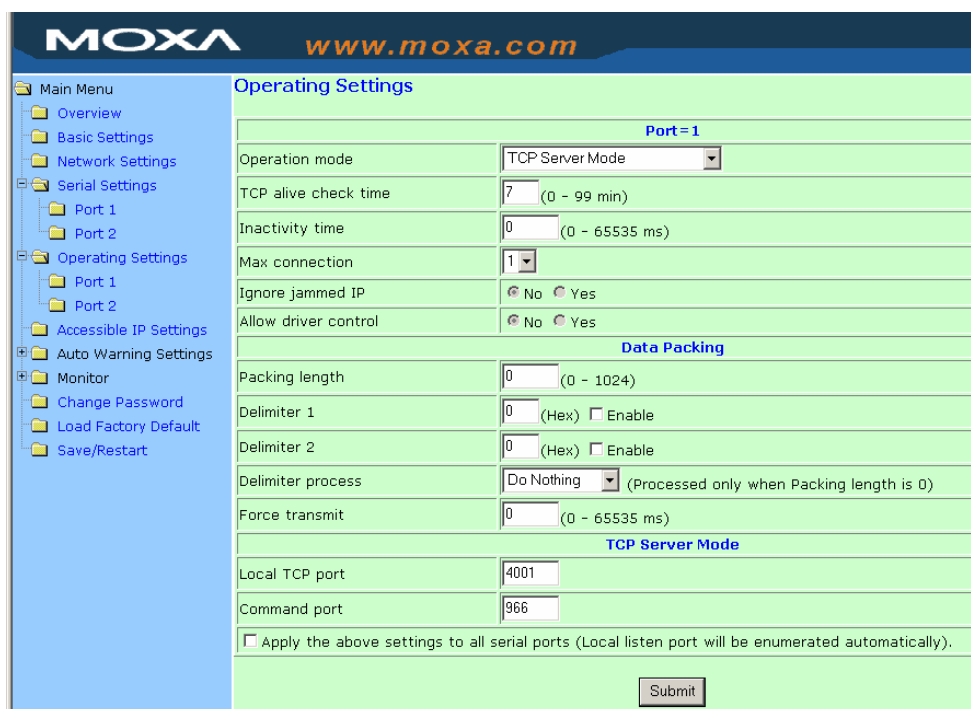 MOXA www.moxa.com
Main Menu
Overview
Basic Settings
Network Settings
Serial Settings
Port 1
Port 2
Operating Settings
Port 1
Port 2
Accessible IP Settings
Auto Warning Settings
Monitor
Change Password
Load Factory Default
Save/Restart
Operating Settings
Port=1
Operation mode TCP Server Mode
TCP alive check time 7 (0 - 99 min)
Inactivity time 0 (0 - 65535 ms)
Max connection 1
Ignore jammed IP No Yes
Allow driver control No Yes
Data Packing
Packing length 0 (0 - 1024)
Delimiter 1 0 (Hex) Enable
Delimiter 2 0 (Hex) Enable
Delimiter process Do Nothing (Processed only when Packing length is 0)
Force transmit 0 (0 - 65535 ms)
TCP Server Mode
Local TCP port 4001
Command port 966
Apply the above settings to all serial ports (Local listen port will be enumerated automatically).
Submit